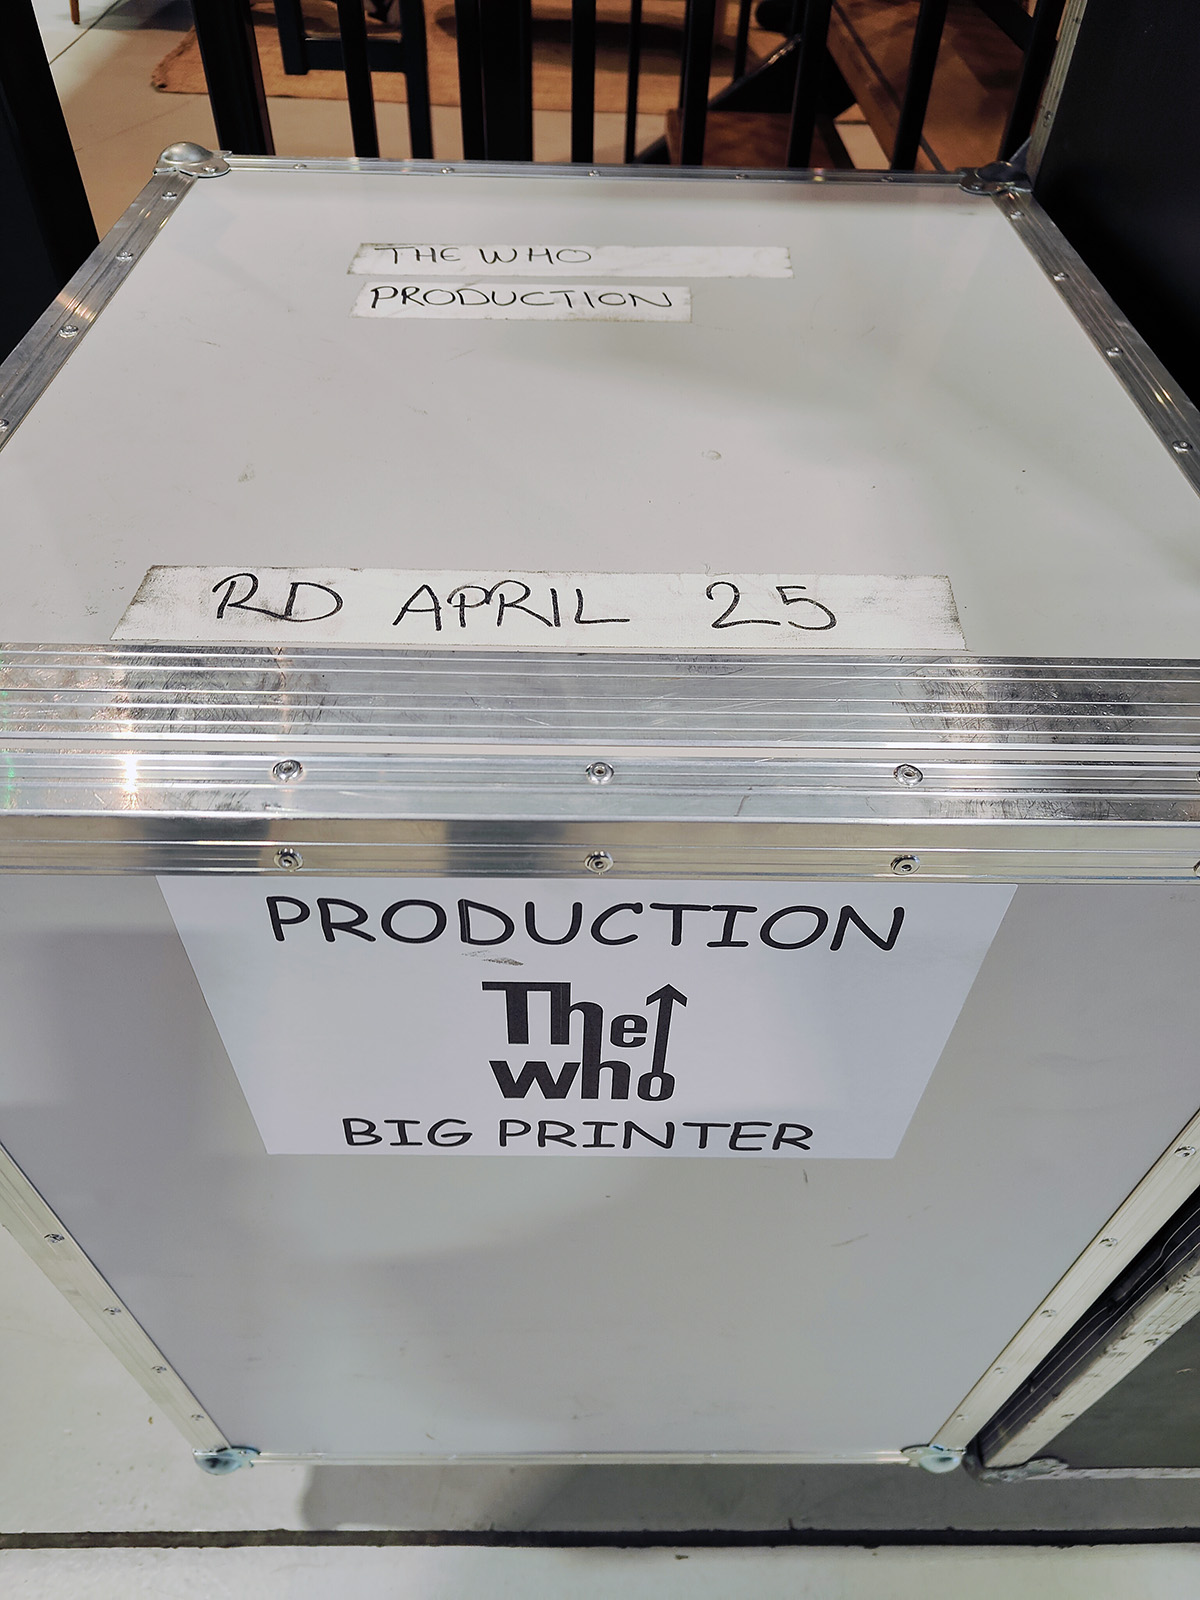 THE WHO
PRODUCTION
RD APRIL 25
PRODUCTION
The
who
BIG PRINTER